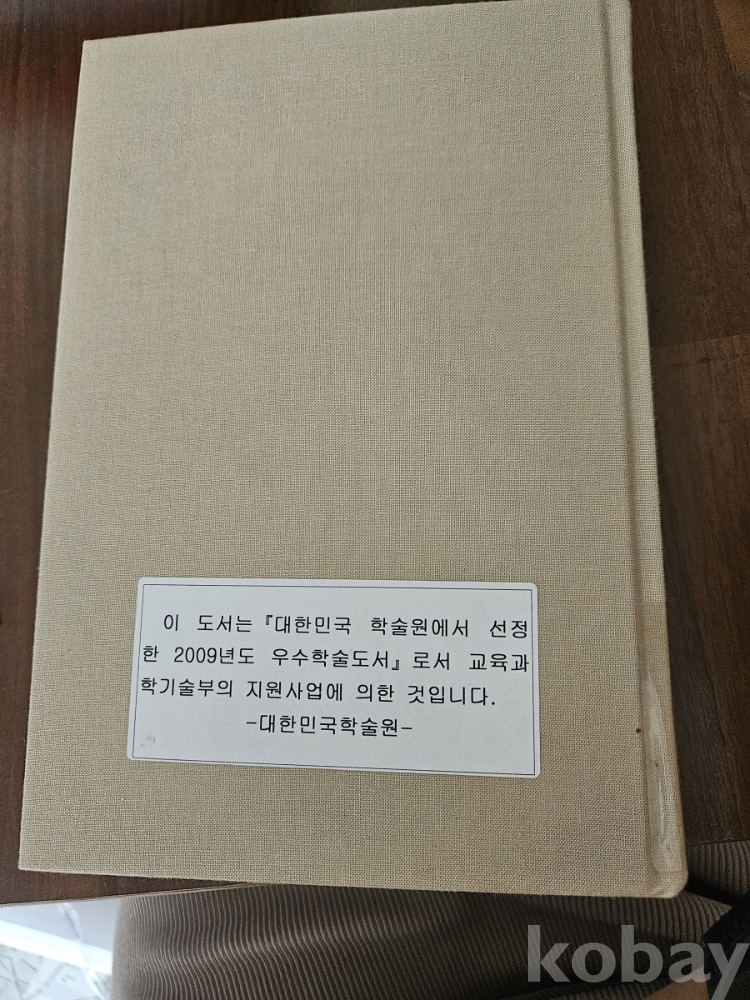 이 도서는『대한민국 학술원에서 선정
한 2009년도 우수학술도서』로서 교육과
학기술부의 지원사업에 의한 것입니다.
-대한민국학술원-
kobay